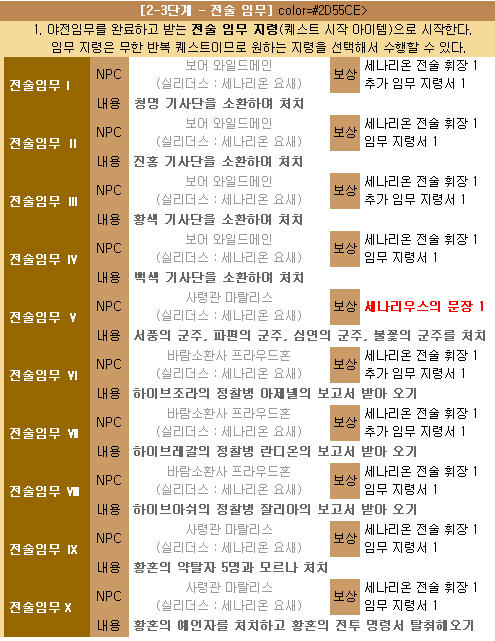 [2-3단계 - 전술 임무] color=#2D55CE>
1. 야전임무를 완료하고 받는 전술 임무 지령(퀘스트 시작 아이템)으로 시작한다.
임무 지령은 무한 반복 퀘스트이므로 원하는 지령을 선택해서 수행할 수 있다.
전술임무 I
NPC
보어 와일드메인
(실리더스 : 세나리온 요새)
보상
세나리온 전술 휘장 1
추가 임무 지령서 1
내용
청명 기사단을 소환하여 처치
전술임무 II
NPC
보어 와일드메인
(실리더스 : 세나리온 요새)
보상
세나리온 전술 휘장 1
임무 지령서 1
내용
진홍 기사단을 소환하여 처치
전술임무 III
NPC
보어 와일드메인
(실리더스 : 세나리온 요새)
보상
세나리온 전술 휘장 1
추가 임무 지령서 1
내용
황색 기사단을 소환하여 처치
전술임무 IV
NPC
보어 와일드메인
(실리더스 : 세나리온 요새)
보상
세나리온 전술 휘장 1
임무 지령서 1
내용
백색 기사단을 소환하여 처치
전술임무 V
NPC
사령관 마랄리스
(실리더스 : 세나리온 요새)
보상
세나리우스의 문장 1
내용
서풍의 군주, 파편의 군주, 심연의 군주, 불꽃의 군주를 처치
전술임무 VI
NPC
바람소환사 프라우드혼
(실리더스 : 세나리온 요새)
보상
세나리온 전술 휘장 1
추가 임무 지령서 1
내용
하이브조라의 정찰병 아제넬의 보고서 받아 오기
전술임무 VII
NPC
바람소환사 프라우드혼
(실리더스 : 세나리온 요새)
보상
세나리온 전술 휘장 1
추가 임무 지령서 1
내용
하이브레갈의 정찰병 란디온의 보고서 받아 오기
전술임무 VIII
NPC
바람소환사 프라우드혼
(실리더스 : 세나리온 요새)
보상
세나리온 전술 휘장 1
임무 지령서 1
내용
하이브아쉬의 정찰병 잘리아의 보고서 받아 오기
전술임무 IX
NPC
사령관 마랄리스
(실리더스 : 세나리온 요새)
보상
세나리온 전술 휘장 1
임무 지령서 1
내용
황혼의 약탈자 5명과 모르나 처치
전술임무 X
NPC
사령관 마랄리스
(실리더스 : 세나리온 요새)
보상
세나리온 전술 휘장 1
임무 지령서 1
내용
황혼의 예언자를 처치하고 황혼의 전투 명령서 탈취해오기